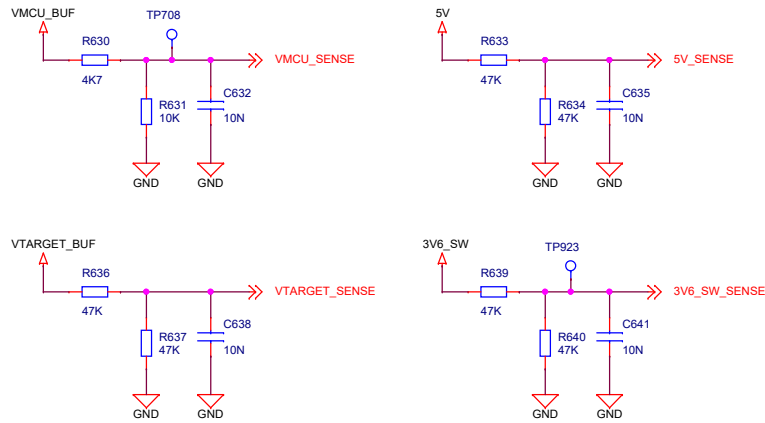 VMCU_BUF
TP708
R630
VMCU_SENSE
4K7
R631
10K
C632
10N
GND
GND
5V
R633
5V_SENSE
47K
R634
47K
C635
10N
GND
GND
VTARGET_BUF
R636
VTARGET_SENSE
47K
R637
47K
C638
10N
GND
GND
3V6_SW
TP923
R639
3V6_SW_SENSE
47K
R640
47K
C641
10N
GND
GND